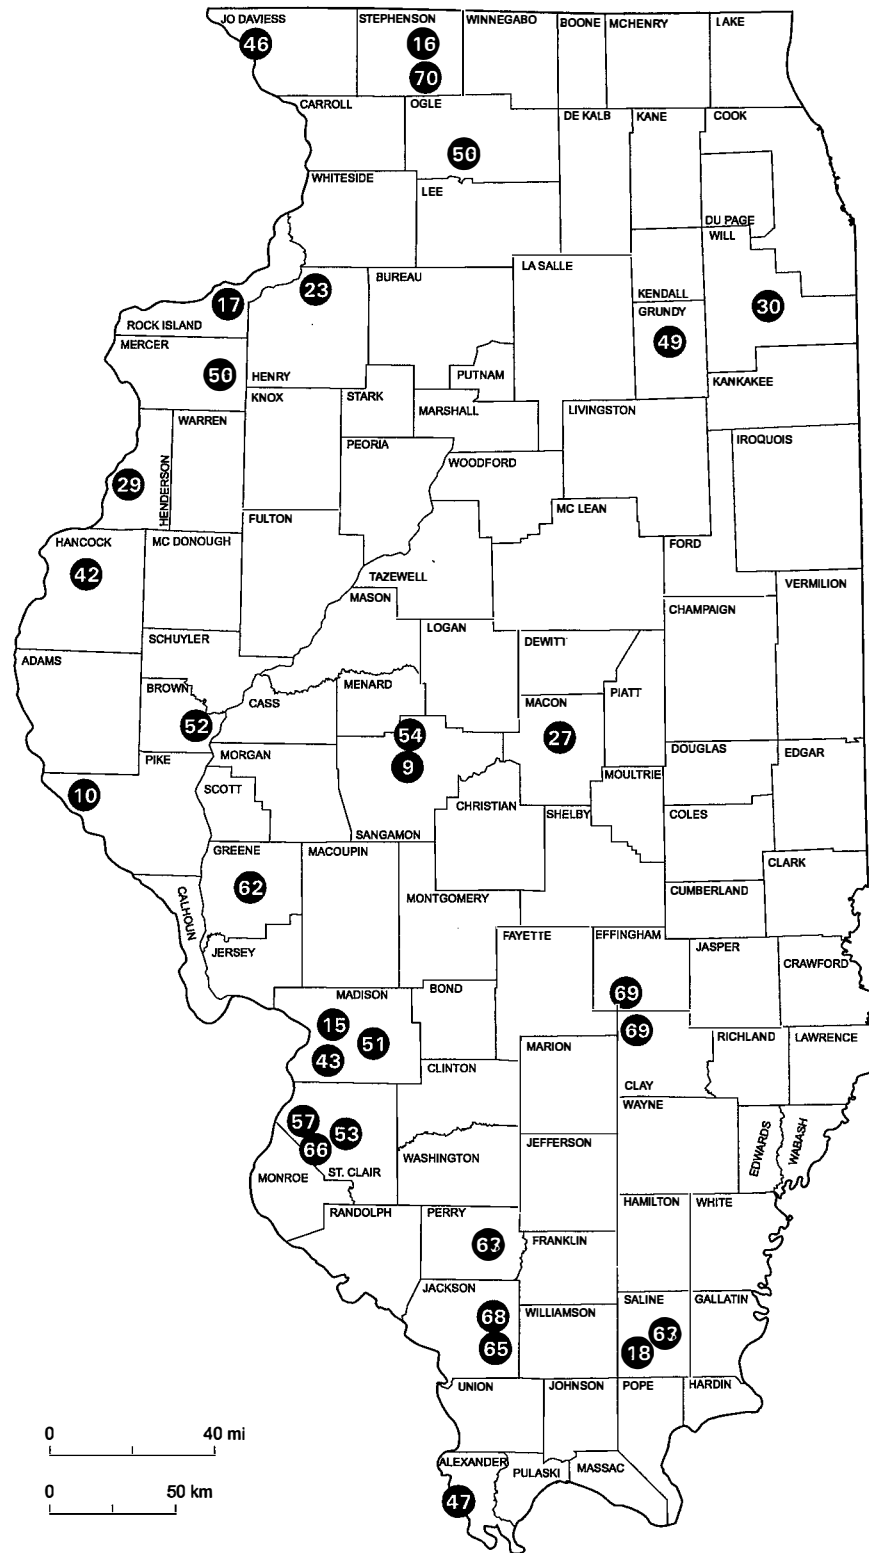 JO DAVIESS
STEPHENSON
WINNEGABO
BOONE
MCHENRY
LAKE
46
16
70
CARROLL
OGLE
DE KALB
KANE
COOK
50
WHITESIDE
LEE
DU PAGE
WILL
LA SALLE
BUREAU
23
17
KENDALL
30
ROCK ISLAND
GRUNDY
MERCER
49
50
HENRY
PUTNAM
KANKAKEE
KNOX
STARK
MARSHALL
LIVINGSTON
WARREN
PEORIA
IROQUOIS
WOODFORD
29
HENDERSON
MC LEAN
FULTON
HANCOCK
MC DONOUGH
FORD
42
TAZEWELL
VERMILION
MASON
CHAMPAIGN
LOGAN
SCHUYLER
DEWITT
ADAMS
MENARD
BROWN
CASS
MACON
PIATT
52
54
27
PIKE
MORGAN
9
DOUGLAS
EDGAR
MOULTRIE
SCOTT
10
CHRISTIAN
SHELBY
COLES
SANGAMON
GREENE
MACOUPIN
CLARK
62
CUMBERLAND
CALHOUN
MONTGOMERY
FAYETTE
EFFINGHAM
JERSEY
JASPER
CRAWFORD
MADISON
BOND
69
15
69
51
MARION
RICHLAND
LAWRENCE
43
CLINTON
CLAY
WAYNE
57
53
EDWARDS
WABASH
66
JEFFERSON
WASHINGTON
MONROE
ST. CLAIR
RANDOLPH
PERRY
HAMILTON
WHITE
63
FRANKLIN
JACKSON
SALINE
GALLATIN
68
WILLIAMSON
63
65
18
UNION
JOHNSON
POPE
HARDIN
0
40 mi
ALEXANDER
PULASKI
MASSAC
0
50 km
47